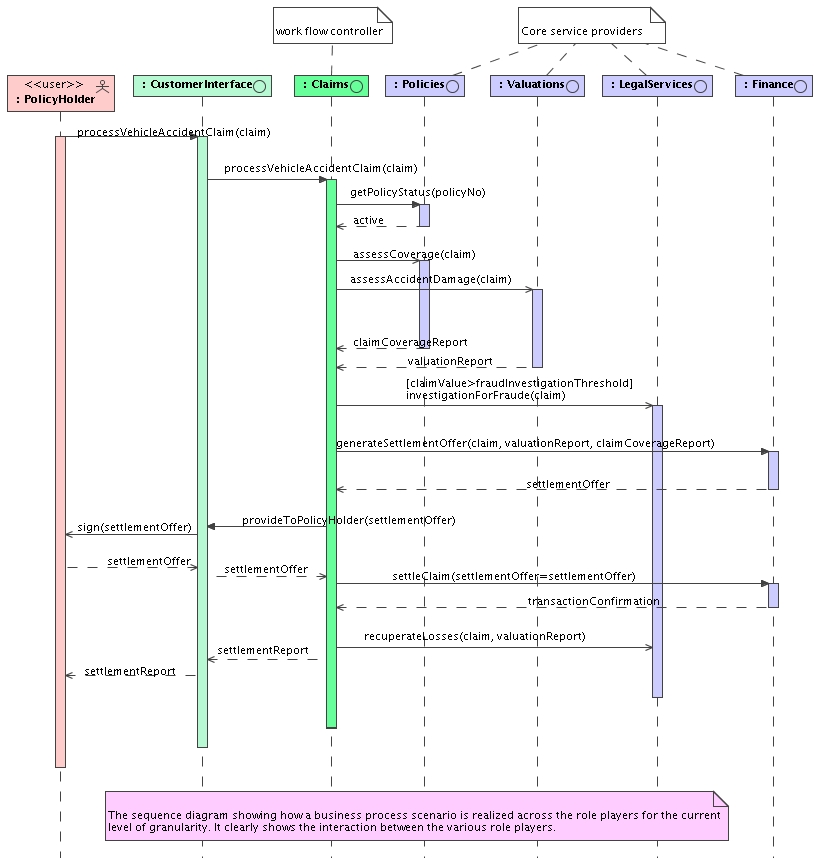 work flow controller
Core service providers
<<user>>
: PolicyHolder
: CustomerInterface
: Claims
: Policies
: Valuations
: LegalServices
: Finance
processVehicleAccidentClaim(claim)
processVehicleAccidentClaim(claim)
getPolicyStatus(policyNo)
active
assessCoverage(claim)
assessAccidentDamage(claim)
claimCoverageReport
valuationReport
[claimValue>fraudInvestigationThreshold]
investigationForFraude(claim)
generateSettlementOffer(claim, valuationReport, claimCoverageReport)
settlementOffer
provideToPolicyHolder(settlementOffer)
sign(settlementOffer)
settlementOffer
settlementOffer
settleClaim(settlementOffer=settlementOffer)
transactionConfirmation
recuperateLosses(claim, valuationReport)
settlementReport
settlementReport
The sequence diagram showing how a business process scenario is realized across the role players for the current
level of granularity. It clearly shows the interaction between the various role players.